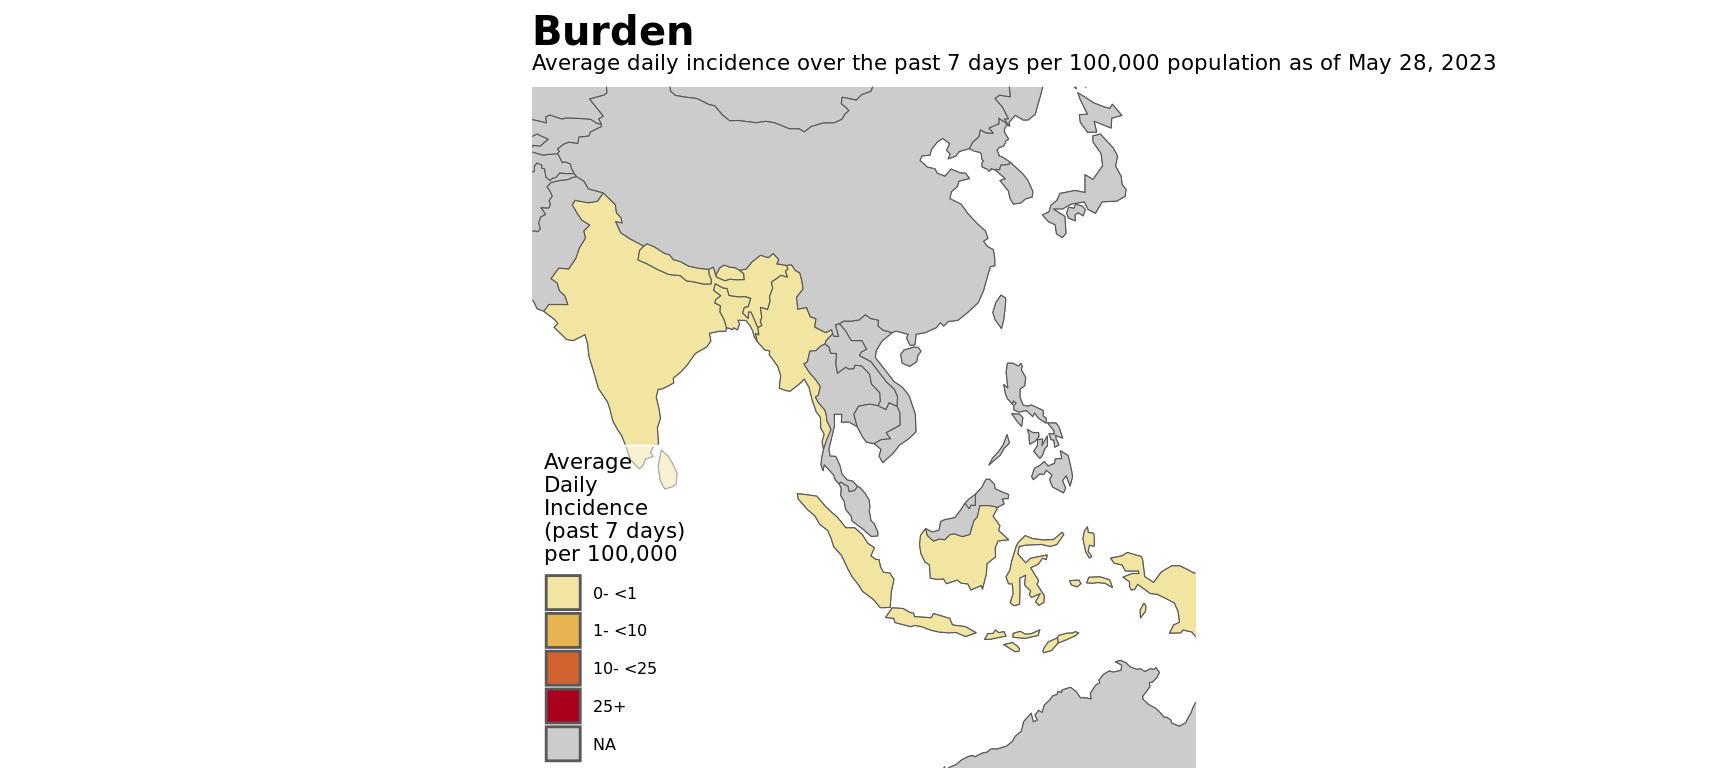 Burden
Average daily incidence over the past 7 days per 100,000 population as of May 28, 2023
Average
Daily
Incidence
(past 7 days)
per 100,000
0- <1
1- <10
10- <25
25+
NA